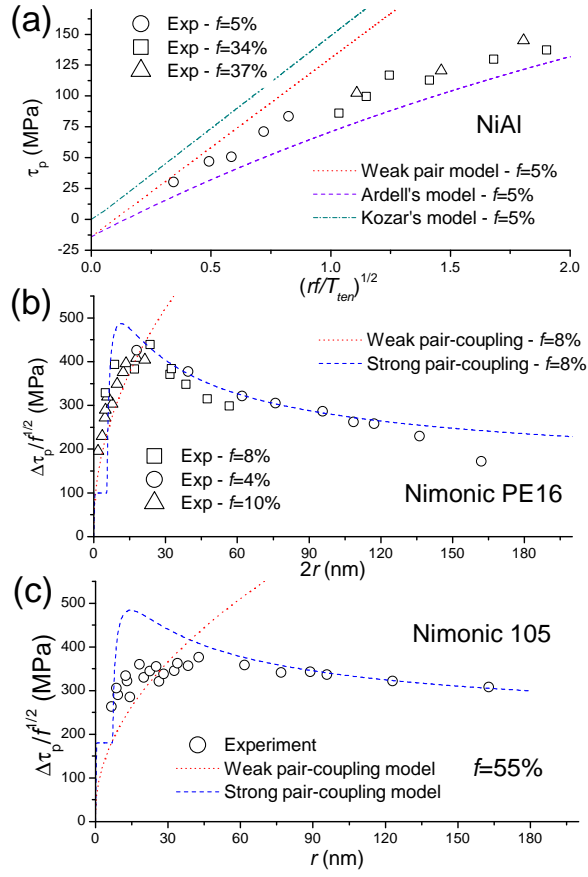 (a)
150
125
100
75
50
25
0
-25
τp (MPa)
Exp - f=5%
Exp - f=34%
Exp - f=37%
NiAl
Weak pair model - f=5%
Ardell's model - f=5%
Kozar's model - f=5%
0.0 0.5 1.0 1.5 2.0
(rf/Tten)^1/2
(b)
500
400
300
200
100
0
Δτp/f^1/2 (MPa)
Weak pair-coupling - f=8%
Strong pair-coupling - f=8%
Exp - f=8%
Exp - f=4%
Exp - f=10%
Nimonic PE16
0 30 60 90 120 150 180
2r (nm)
(c)
500
400
300
200
100
0
Δτp/f^1/2 (MPa)
Nimonic 105
Experiment
Weak pair-coupling model
Strong pair-coupling model
f=55%
0 30 60 90 120 150 180
r (nm)